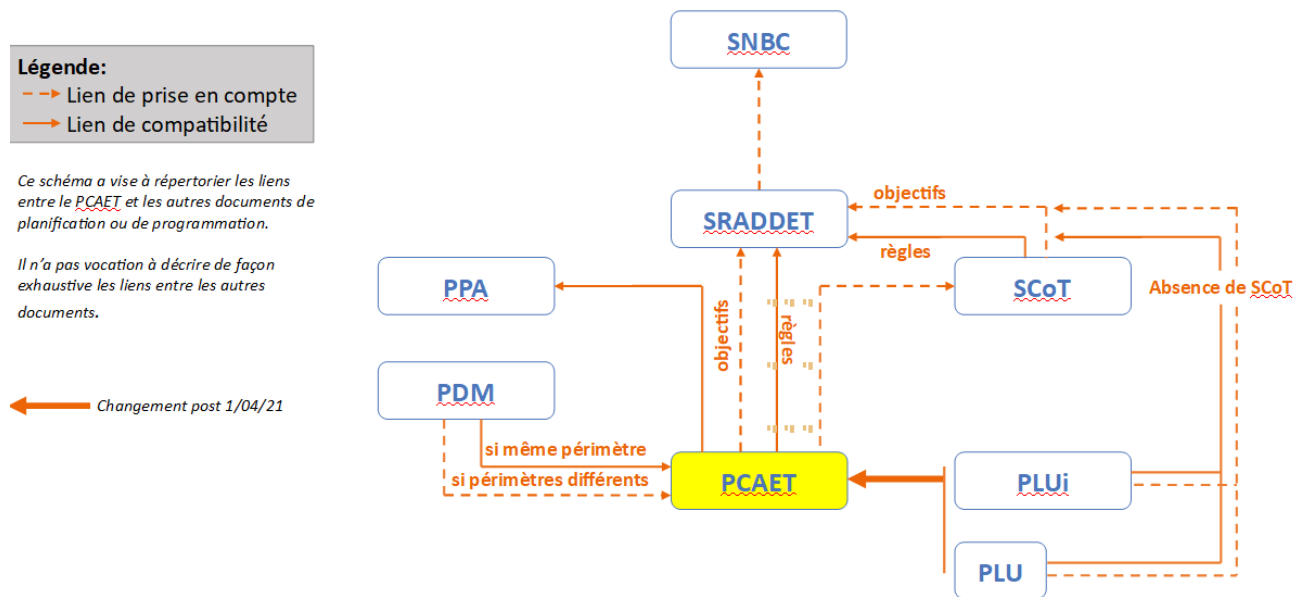 SNBC
Légende:
Lien de prise en compte
Lien de compatibilité
Ce schéma a vise à répertorier les liens
entre le PCAET et les autres documents de
planification ou de programmation.
Il n'a pas vocation à décrire de façon
exhaustive les liens entre les autres
documents.
Changement post 1/04/21
objectifs
SRADDET
règles
PPA
SCoT
Absence de SCoT
objectifs
règles
PDM
si même périmètre
si périmètres différents
PCAET
PLUi
PLU